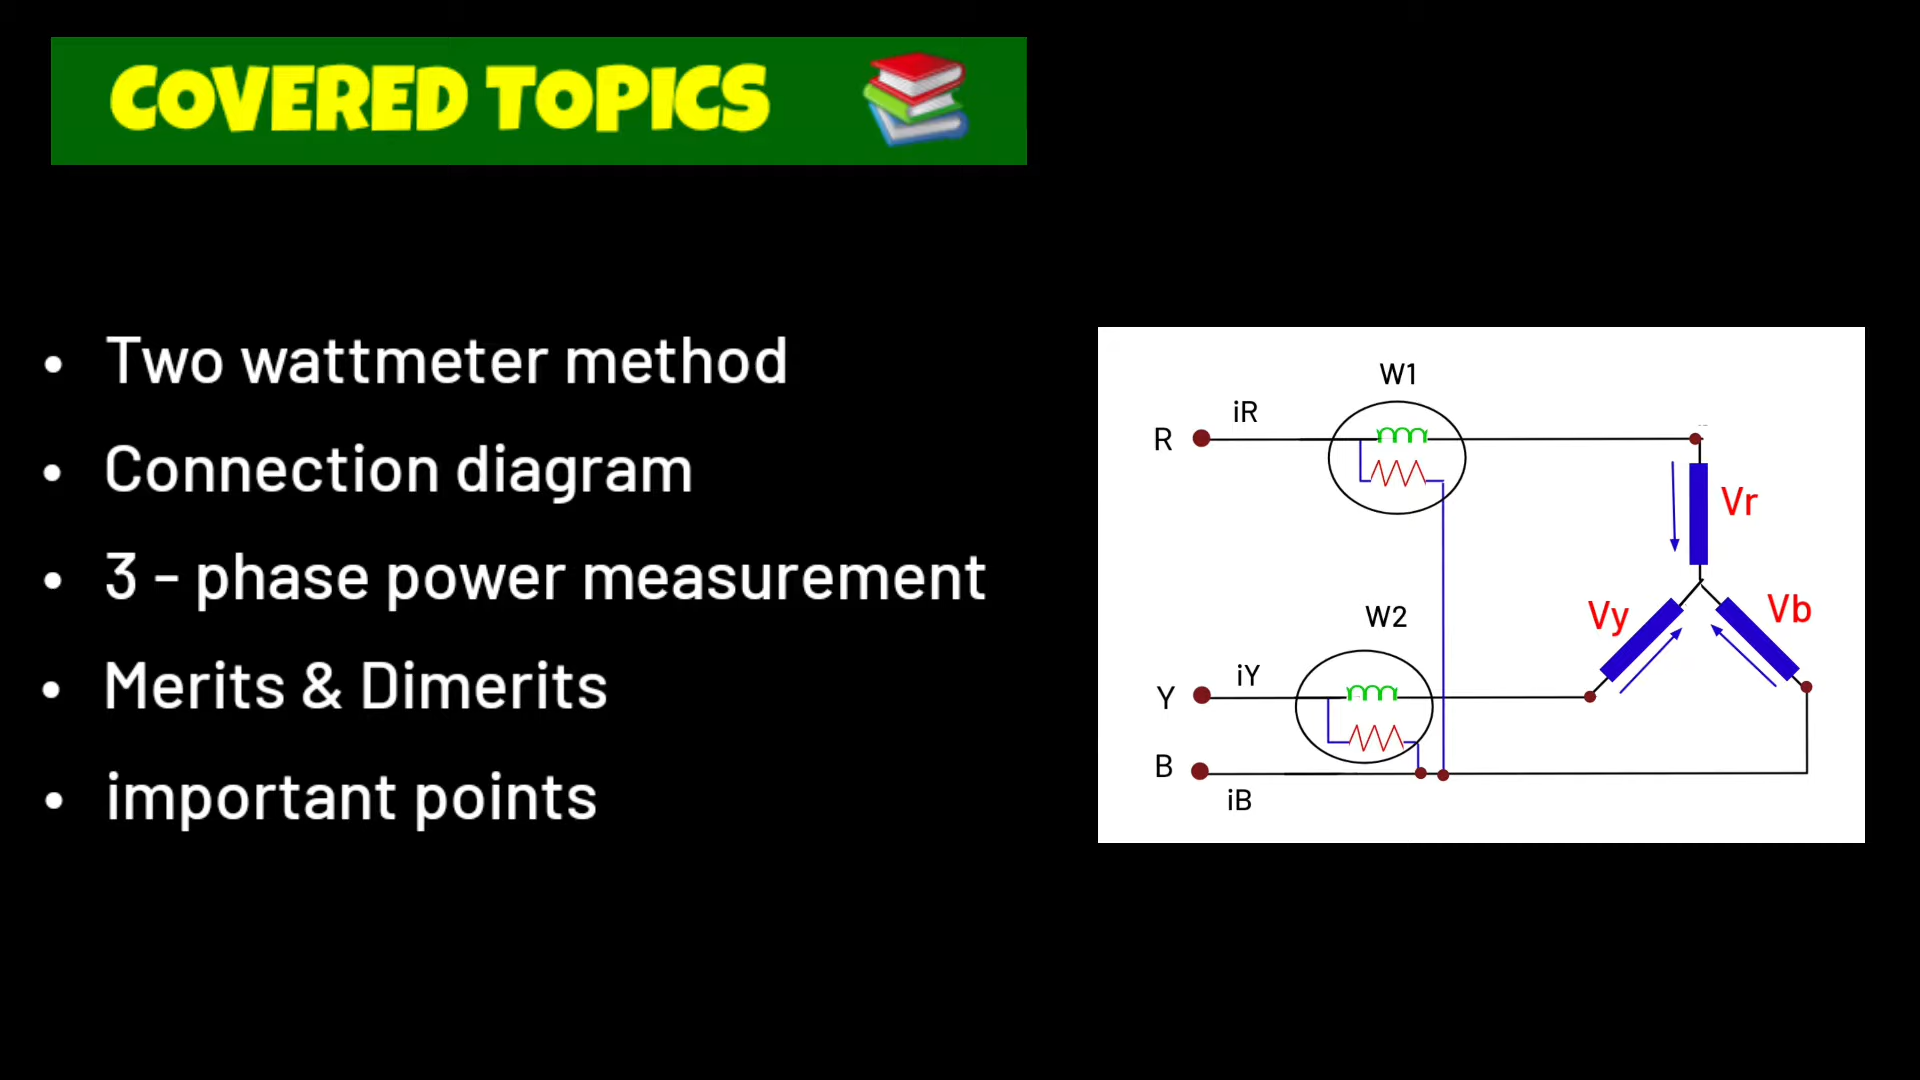 COVERED TOPICS
• Two wattmeter method
• Connection diagram
• 3 - phase power measurement
• Merits & Dimerits
• important points
W1
iR
R
Vr
W2
Vy
Vb
iY
Y
B
iB